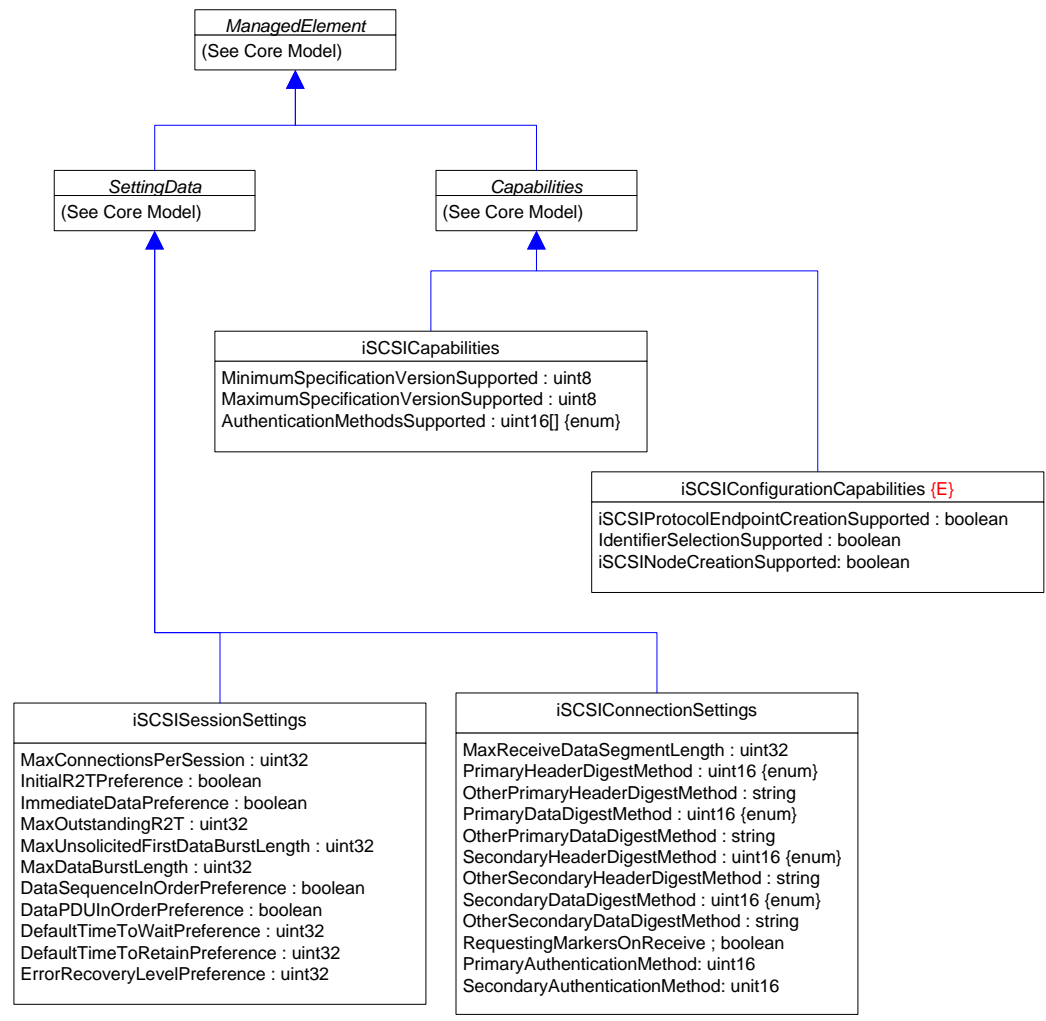 ManagedElement
(See Core Model)
SettingData
(See Core Model)
Capabilities
(See Core Model)
iSCSICapabilities
MinimumSpecificationVersionSupported : uint8
MaximumSpecificationVersionSupported : uint8
AuthenticationMethodsSupported : uint16[] {enum}
iSCSIConfigurationCapabilities {E}
iSCSIProtocolEndpointCreationSupported : boolean
IdentifierSelectionSupported : boolean
iSCSINodeCreationSupported: boolean
iSCSISessionSettings
MaxConnectionsPerSession : uint32
InitialR2TPreference : boolean
ImmediateDataPreference : boolean
MaxOutstandingR2T : uint32
MaxUnsolicitedFirstDataBurstLength : uint32
MaxDataBurstLength : uint32
DataSequenceInOrderPreference : boolean
DataPDUInOrderPreference : boolean
DefaultTimeToWaitPreference : uint32
DefaultTimeToRetainPreference : uint32
ErrorRecoveryLevelPreference : uint32
iSCSIConnectionSettings
MaxReceiveDataSegmentLength : uint32
PrimaryHeaderDigestMethod : uint16 {enum}
OtherPrimaryHeaderDigestMethod : string
PrimaryDataDigestMethod : uint16 {enum}
OtherPrimaryDataDigestMethod : string
SecondaryHeaderDigestMethod : uint16 {enum}
OtherSecondaryHeaderDigestMethod : string
SecondaryDataDigestMethod : uint16 {enum}
OtherSecondaryDataDigestMethod : string
RequestingMarkersOnReceive ; boolean
PrimaryAuthenticationMethod: uint16
SecondaryAuthenticationMethod: unit16